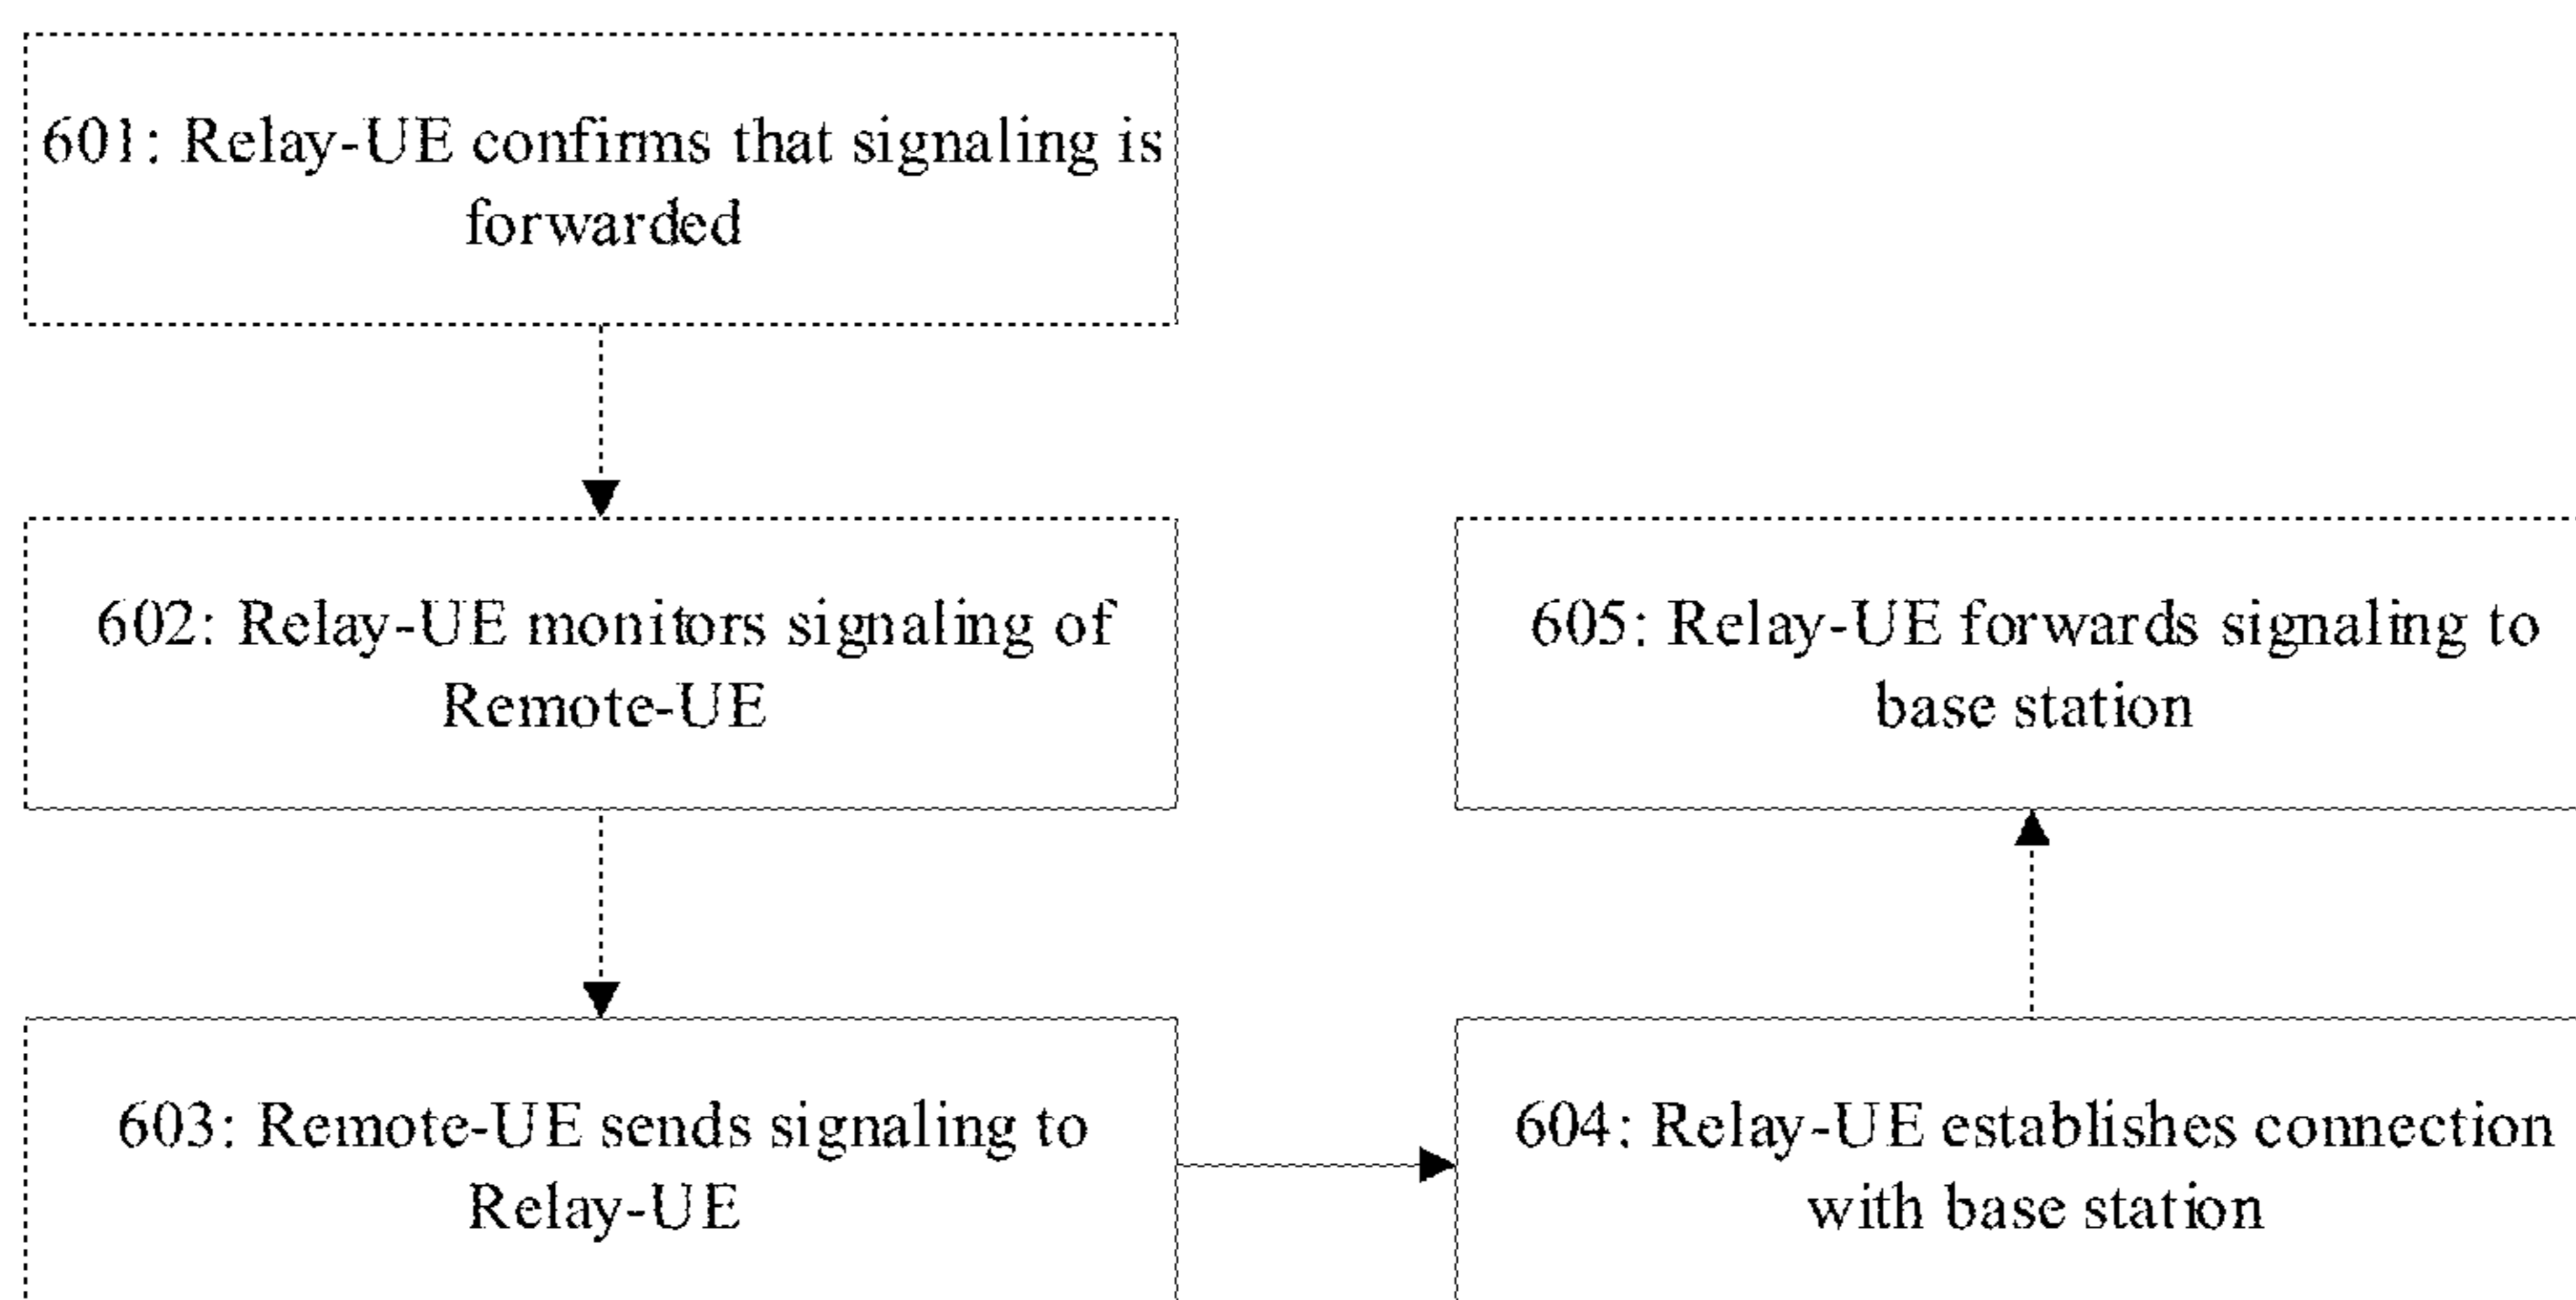 601: Relay-UE confirms that signaling is
forwarded
602: Relay-UE monitors signaling of
Remote-UE
603: Remote-UE sends signaling to
Relay-UE
604: Relay-UE establishes connection
with base station
605: Relay-UE forwards signaling to
base station